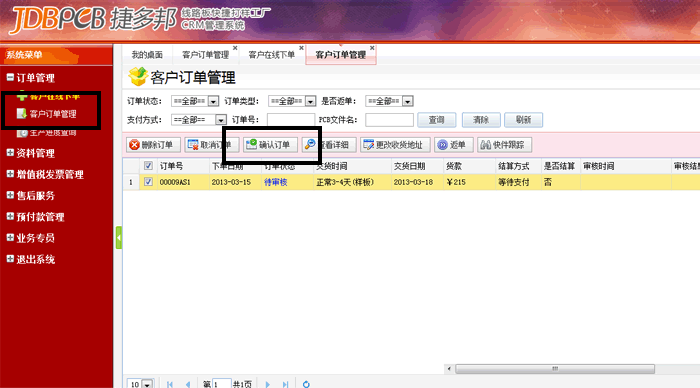 JDBPCB 捷多邦 线路板快捷打样工厂
CRM管理系统
系统菜单
订单管理
客户在线下单
客户订单管理
生产进度查询
资料管理
增值税发票管理
售后服务
预付款管理
业务专员
退出系统
我的桌面 客户订单管理 客户在线下单 客户订单管理
客户订单管理
订单状态: ==全部== 订单类型: ==全部== 是否返单: ==全部==
支付方式: ==全部== 订单号: PCB文件名: 查询 清除 刷新
删除订单 取消订单 确认订单 查看详细 更改收货地址 返单 快件跟踪
订单号 下单日期 订单状态 交货时间 交货日期 货款 结算方式 是否结算 审核时间 审核结
1 00009AS1 2013-03-15 待审核 正常3-4天(样板) 2013-03-18 ￥215 等待支付 否
10 第 1 共1页